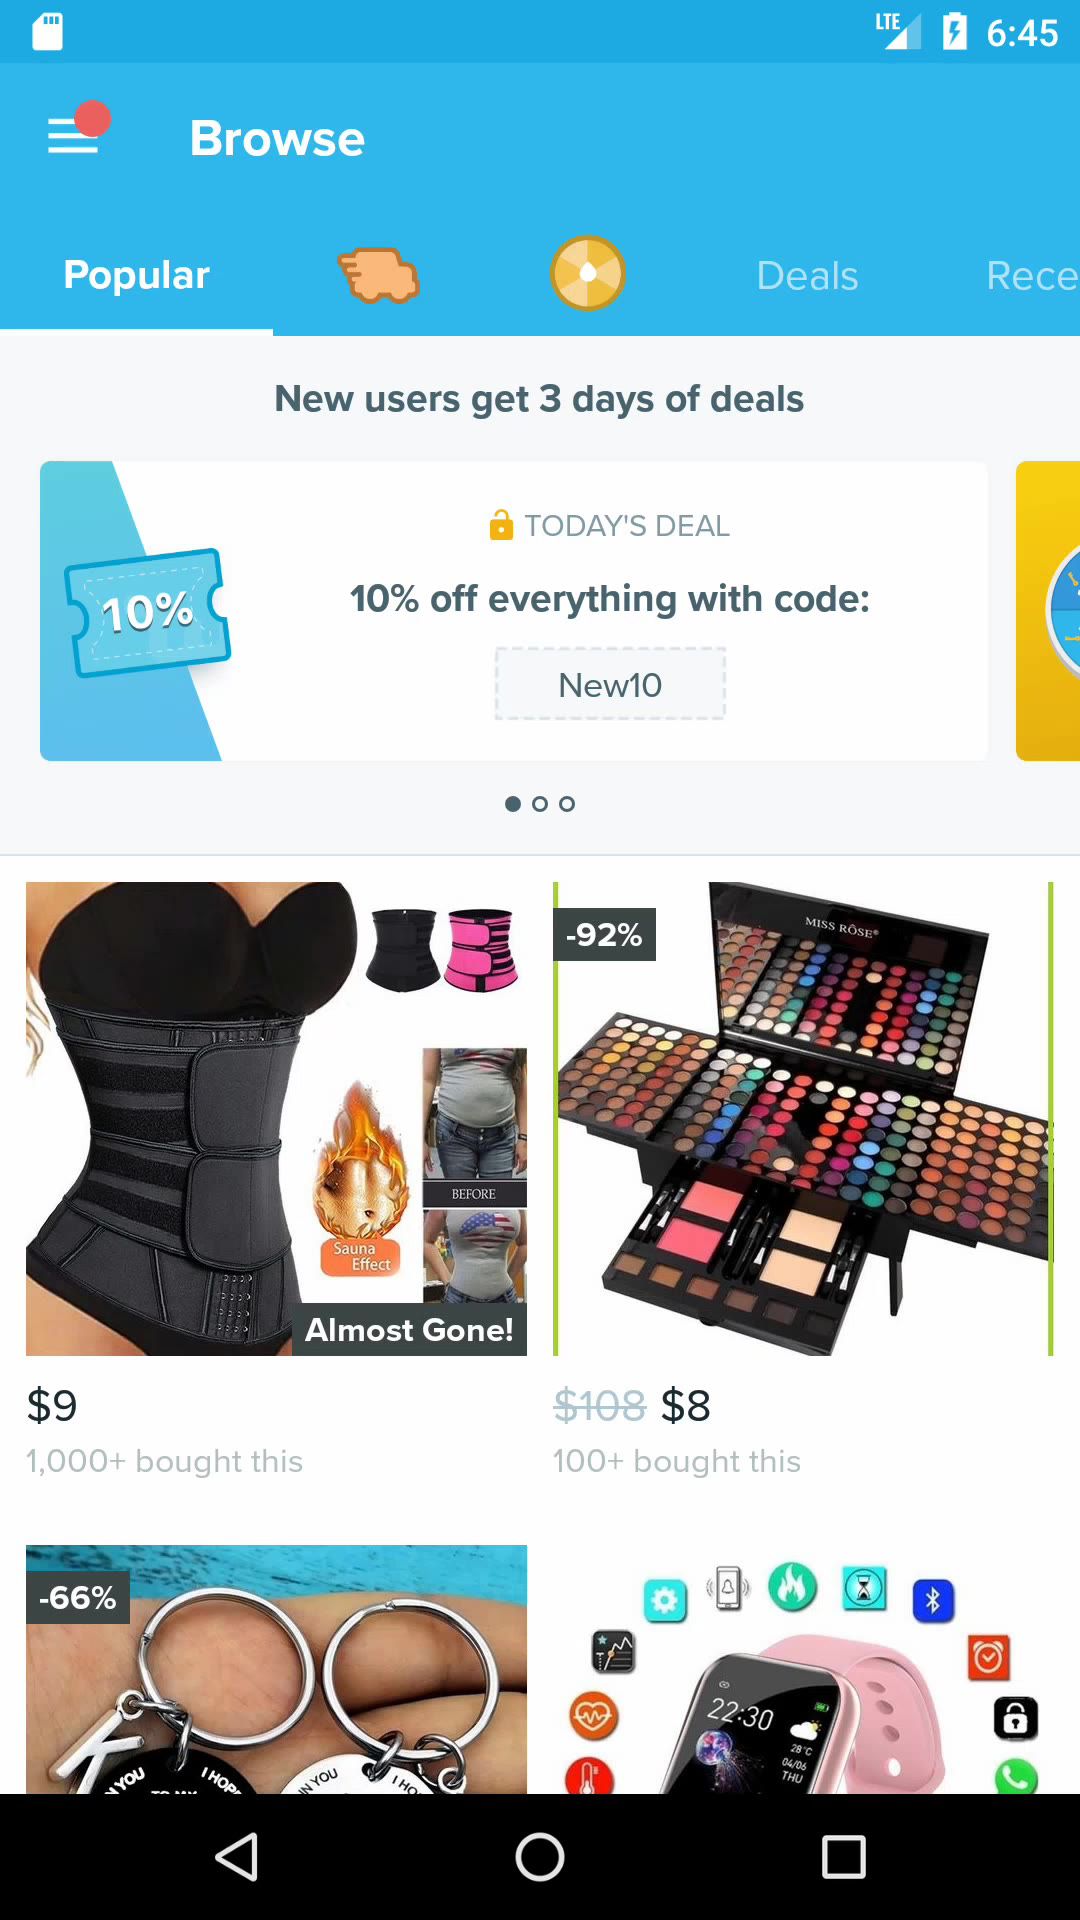 LTE 6:45
Browse
Popular
Deals
Rece
New users get 3 days of deals
10%
TODAY'S DEAL
10% off everything with code:
New10
-92%
MISS RÔSE®
BEFORE
Sauna
Effect
Almost Gone!
$9
$108 $8
1,000+ bought this
100+ bought this
-66%
K
N YOU
I HOPE
TO MY
IN YOU
I HO
22:30
28°C
04/06
THU